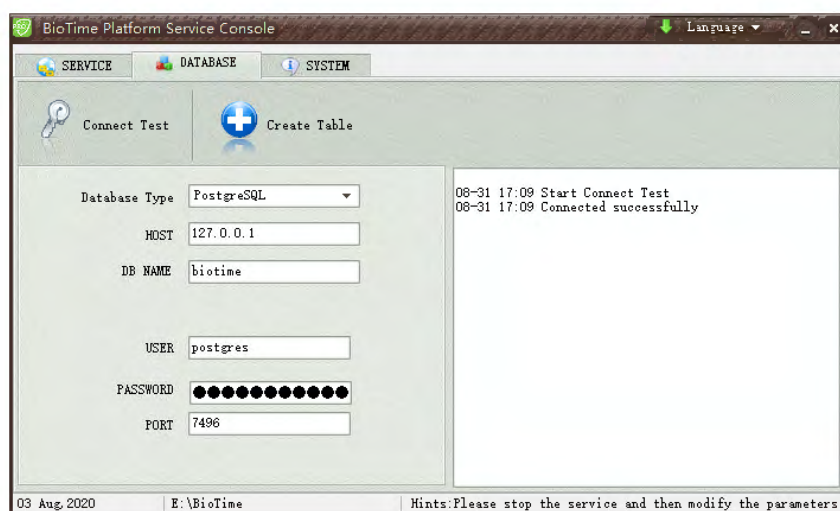 BioTime Platform Service Console
Language
SERVICE
DATABASE
SYSTEM
Connect Test
Create Table
Database Type PostgreSQL
HOST 127.0.0.1
DB NAME biotime
USER postgres
PASSWORD ●●●●●●●●●●●
PORT 7496
08-31 17:09 Start Connect Test
08-31 17:09 Connected successfully
03 Aug,2020 E:\BioTime Hints:Please stop the service and then modify the parameters